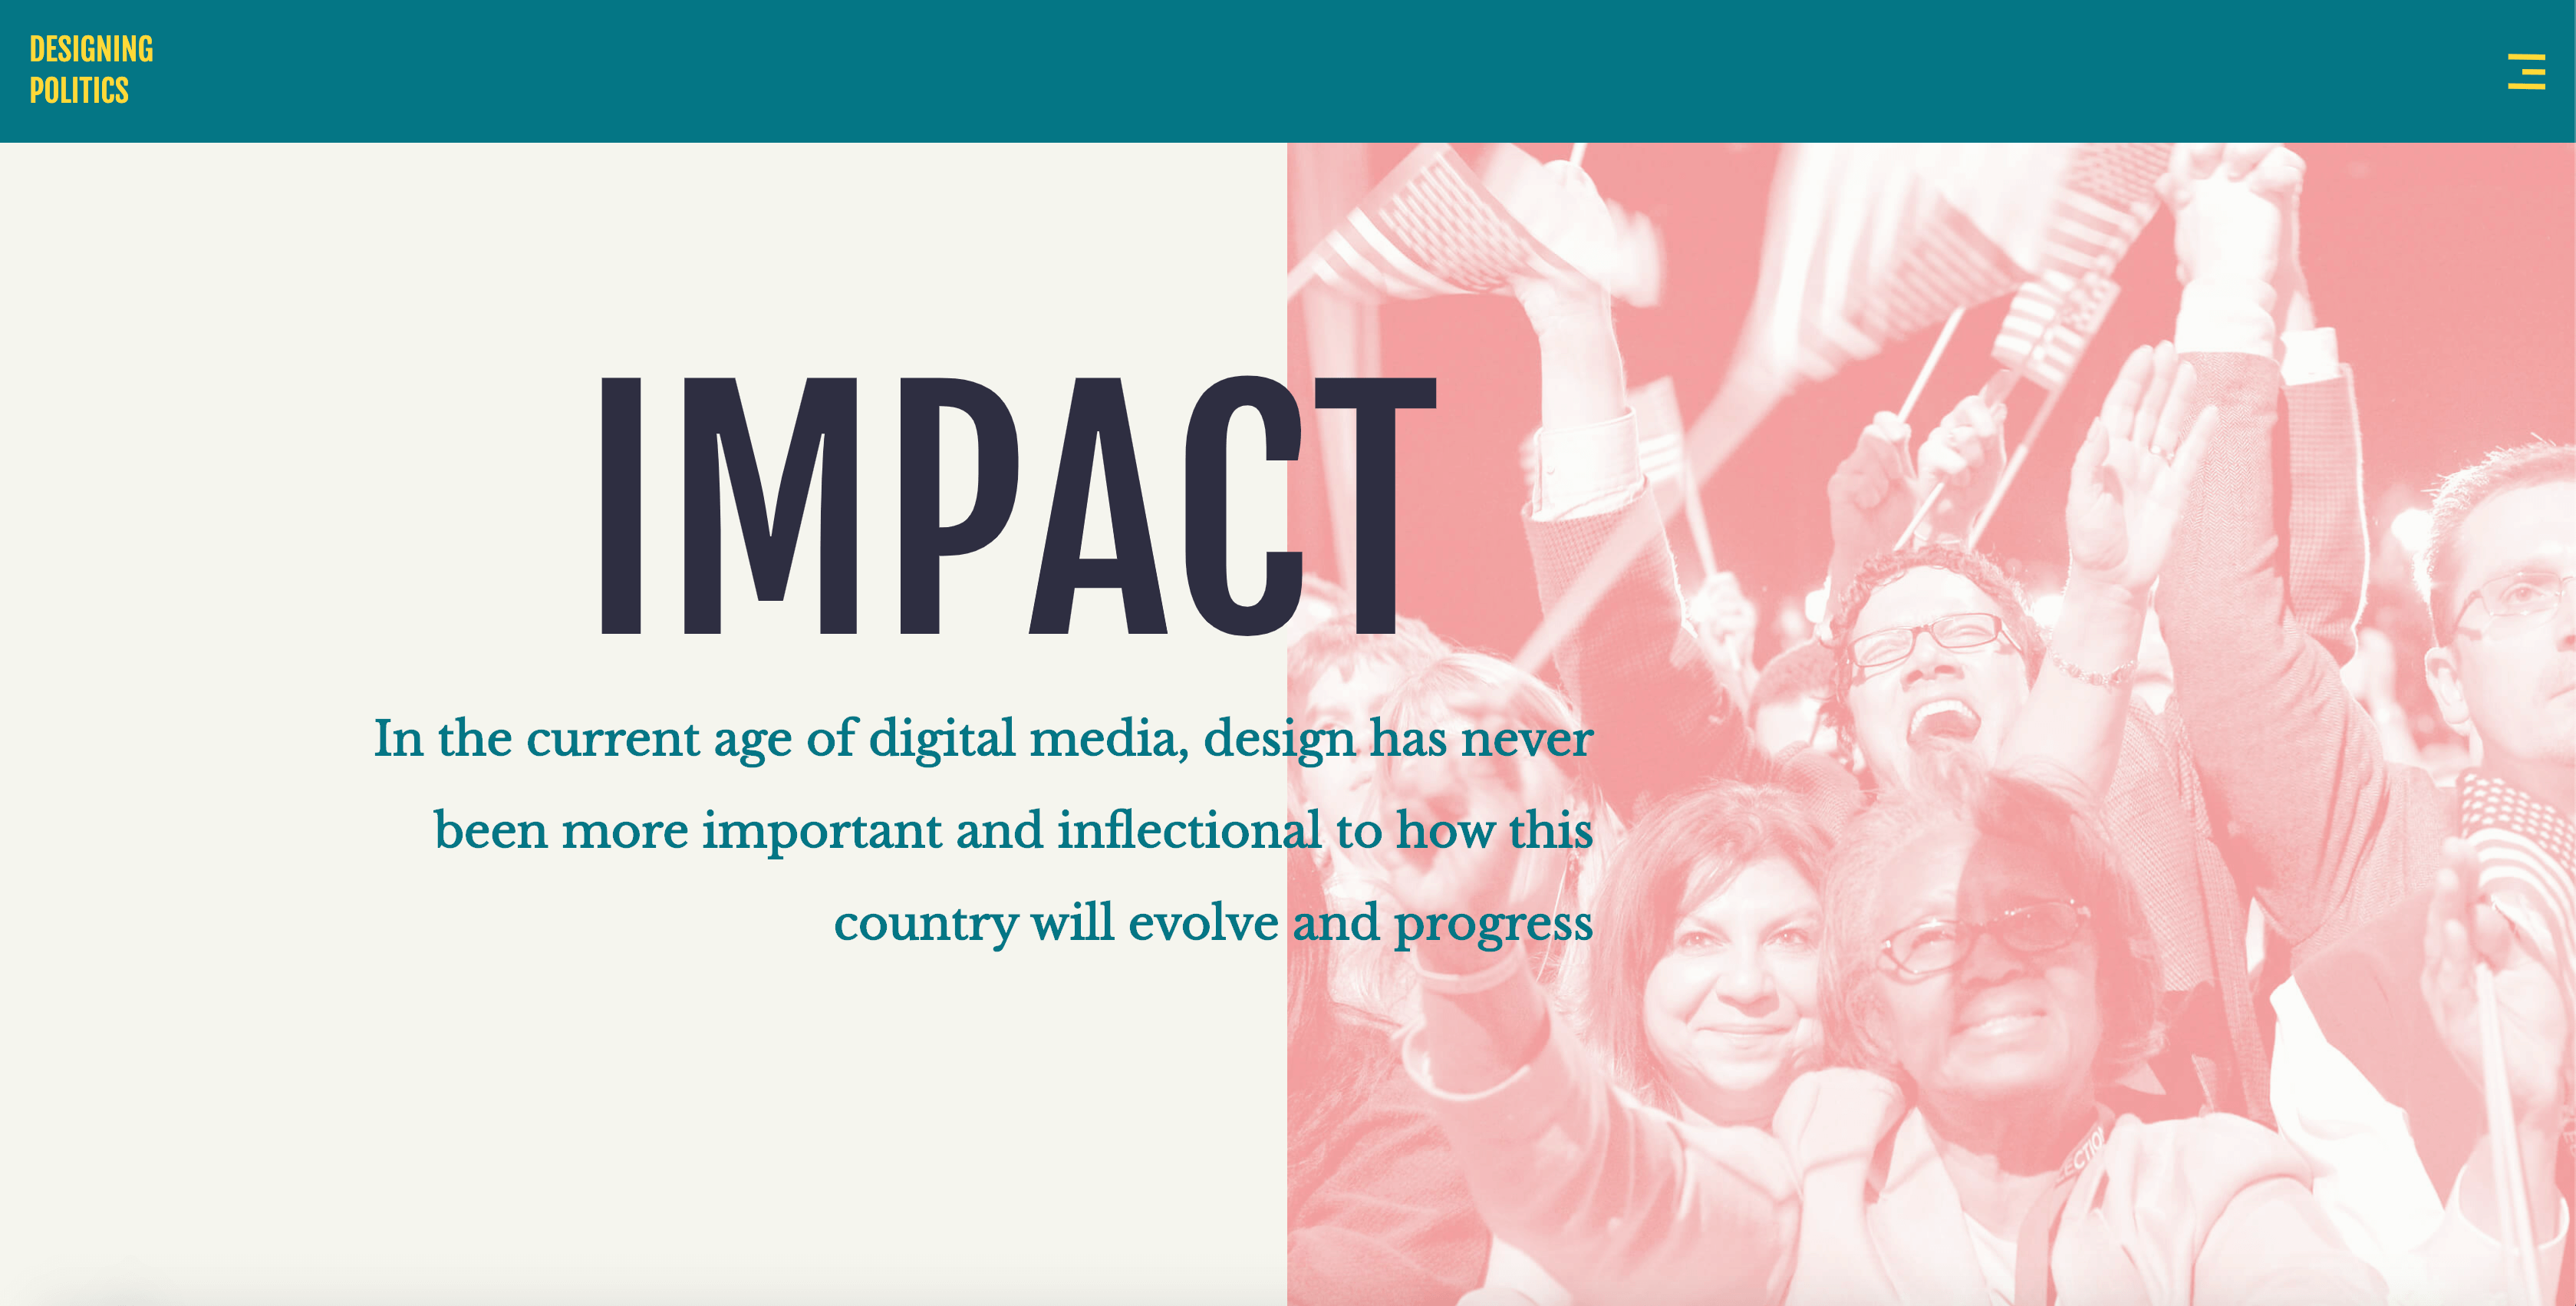 DESIGNING
POLITICS
IMPACT
In the current age of digital media, design has never
been more important and inflectional to how this
country will evolve and progress